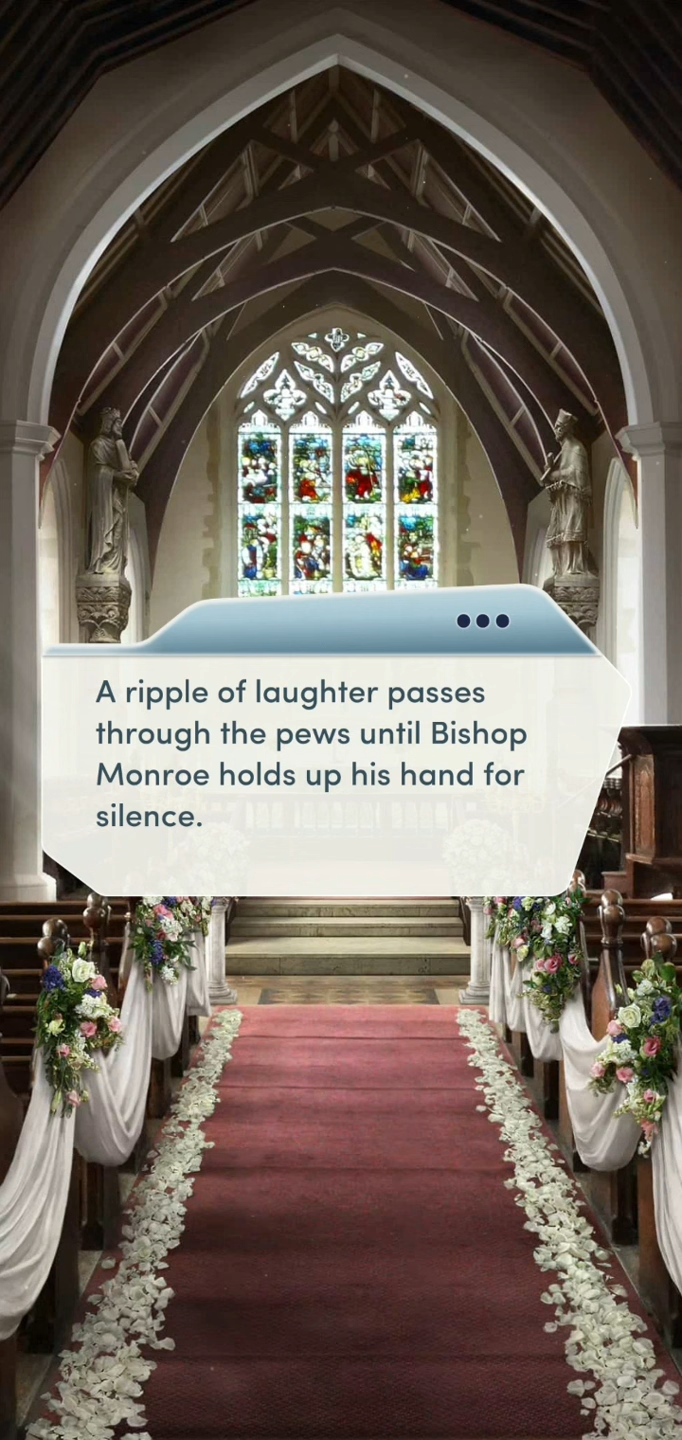 A ripple of laughter passes
through the pews until Bishop
Monroe holds up his hand for
silence.